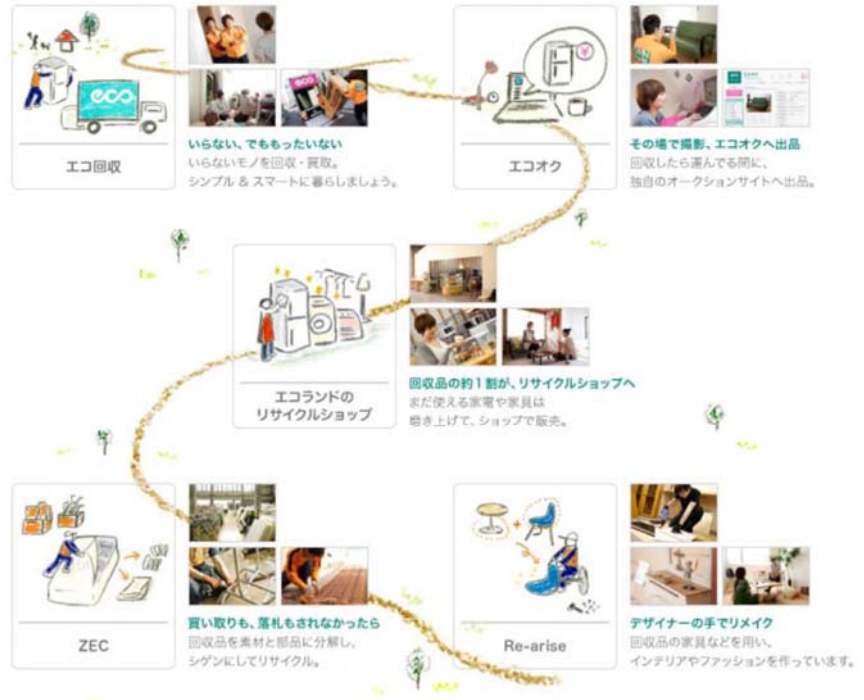 eco
エコ回収
eco
いらない、でももったいない
いらないモノを回収・買取。
シンプル & スマートに暮らしましょう。
¥
エコオク
その場で撮影、エコオクへ出品
回収したら運んでる間に、
独自のオークションサイトへ出品。
エコランドの
リサイクルショップ
回収品の約1割が、リサイクルショップへ
まだ使える家電や家具は
磨き上げて、ショップで販売。
ZEC
買い取りも、落札もされなかったら
回収品を素材と部品に分解し、
シゲンにしてリサイクル。
Re-arise
デザイナーの手でリメイク
回収品の家具などを用い、
インテリアやファッションを作っています。